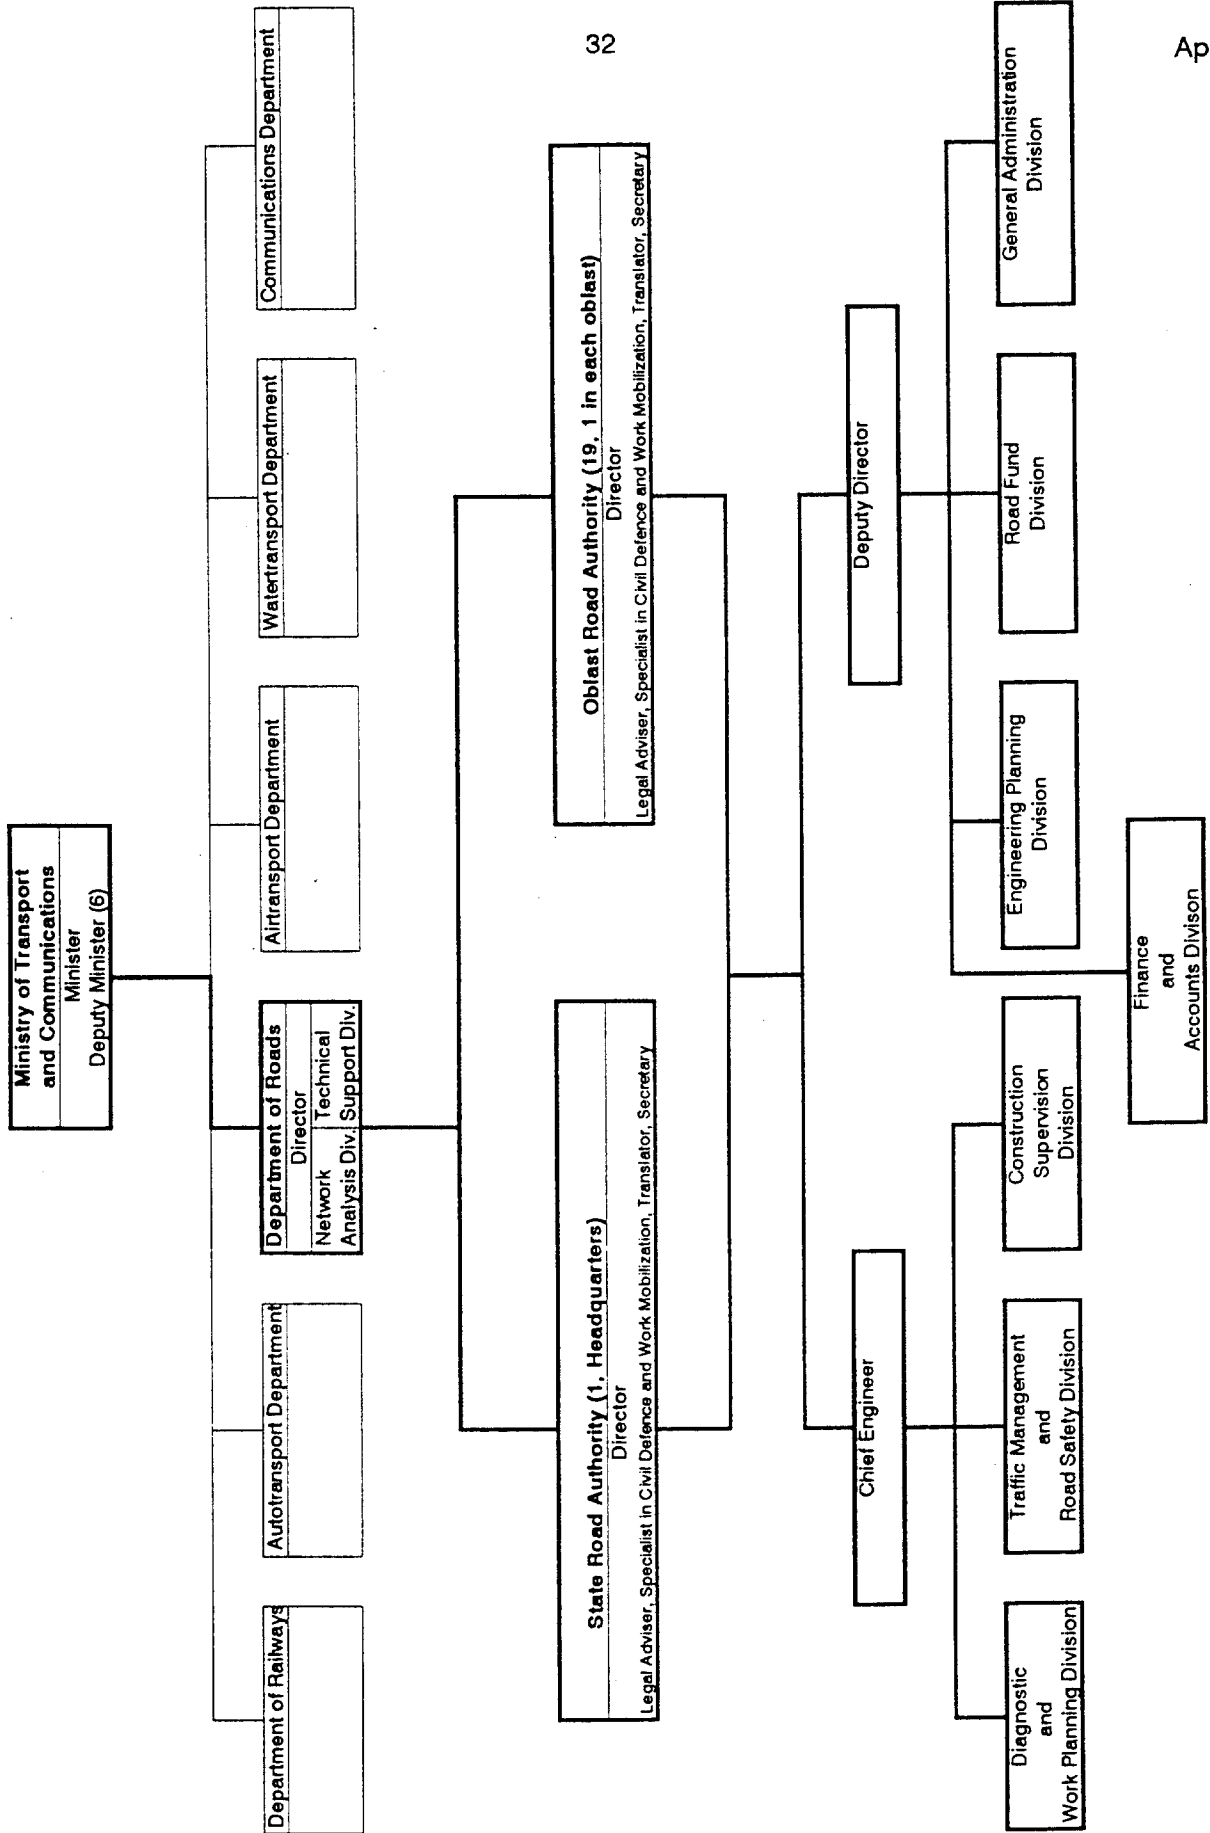 32
Ap
Ministry of Transport
and Communications
Minister
Deputy Minister (6)
Department of Railways
Autotransport Department
Department of Roads
Director
Network
Analysis Div.
Technical
Support Div.
Airtransport Department
Watertransport Department
Communications Department
State Road Authority (1, Headquarters)
Director
Legal Adviser, Specialist in Civil Defence and Work Mobilization, Translator, Secretary
Oblast Road Authority (19, 1 in each oblast)
Director
Legal Adviser, Specialist in Civil Defence and Work Mobilization, Translator, Secretary
Chief Engineer
Deputy Director
Diagnostic
and
Work Planning Division
Traffic Management
and
Road Safety Division
Construction
Supervision
Division
Engineering Planning
Division
Road Fund
Division
General Administration
Division
Finance
and
Accounts Divison